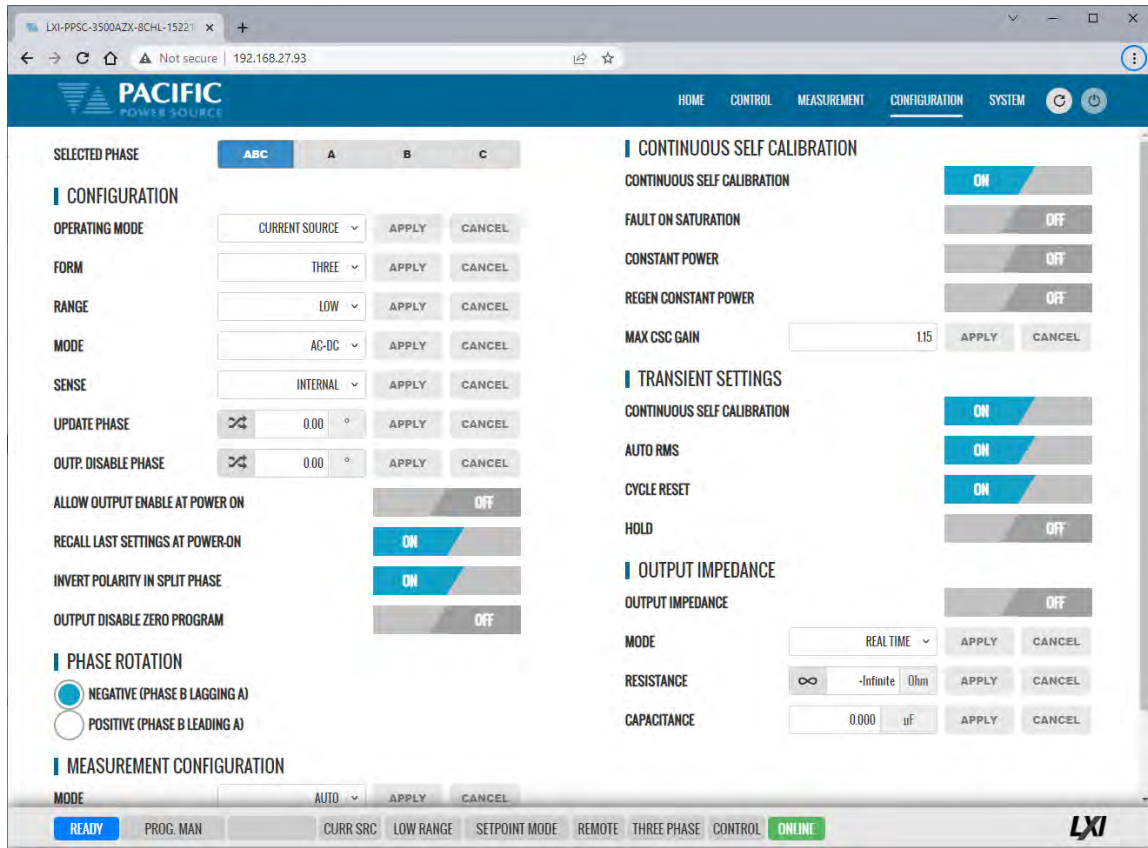 LXI-PPSC-3500AZX-8CHL-15221
Not secure 192.168.27.93
PACIFIC
POWER SOURCE
HOME CONTROL MEASUREMENT CONFIGURATION SYSTEM
SELECTED PHASE ABC A B C
CONFIGURATION
OPERATING MODE CURRENT SOURCE APPLY CANCEL
FORM THREE APPLY CANCEL
RANGE LOW APPLY CANCEL
MODE AC-DC APPLY CANCEL
SENSE INTERNAL APPLY CANCEL
UPDATE PHASE 0.00 ° APPLY CANCEL
OUTP. DISABLE PHASE 0.00 ° APPLY CANCEL
ALLOW OUTPUT ENABLE AT POWER ON OFF
RECALL LAST SETTINGS AT POWER-ON ON
INVERT POLARITY IN SPLIT PHASE ON
OUTPUT DISABLE ZERO PROGRAM OFF
PHASE ROTATION
NEGATIVE (PHASE B LAGGING A)
POSITIVE (PHASE B LEADING A)
MEASUREMENT CONFIGURATION
MODE AUTO APPLY CANCEL
CONTINUOUS SELF CALIBRATION
CONTINUOUS SELF CALIBRATION ON
FAULT ON SATURATION OFF
CONSTANT POWER OFF
REGEN CONSTANT POWER OFF
MAX CSC GAIN 1.15 APPLY CANCEL
TRANSIENT SETTINGS
CONTINUOUS SELF CALIBRATION ON
AUTO RMS ON
CYCLE RESET ON
HOLD OFF
OUTPUT IMPEDANCE
OUTPUT IMPEDANCE OFF
MODE REAL TIME APPLY CANCEL
RESISTANCE ∞ -Infinite Ohm APPLY CANCEL
CAPACITANCE 0.000 uF APPLY CANCEL
READY PROG. MAN CURR SRC LOW RANGE SETPOINT MODE REMOTE THREE PHASE CONTROL ONLINE LXI